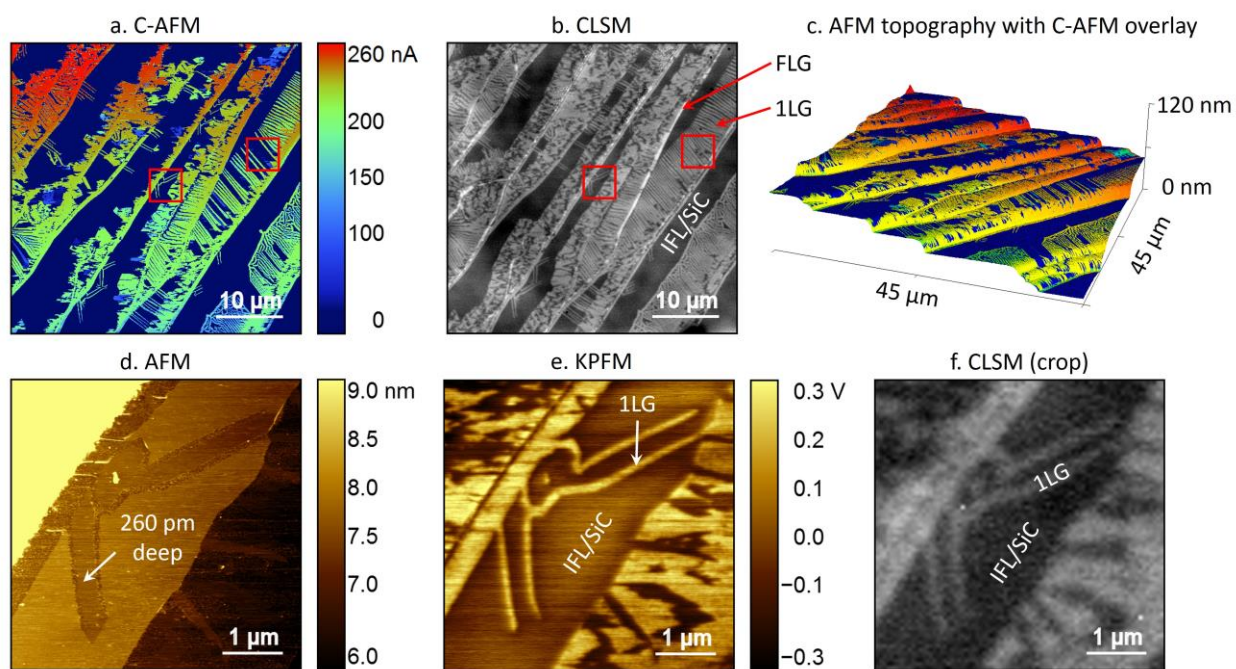 a. C-AFM
b. CLSM
c. AFM topography with C-AFM overlay
260 nA
200
150
100
50
0
10 µm
FLG
1LG
IFL/SiC
10 µm
120 nm
0 nm
45 µm
45 µm
d. AFM
e. KPFM
f. CLSM (crop)
260 pm
deep
1 µm
9.0 nm
8.5
8.0
7.5
7.0
6.0
1LG
IFL/SiC
1 µm
0.3 V
0.2
0.1
0.0
−0.1
−0.3
1LG
IFL/SiC
1 µm